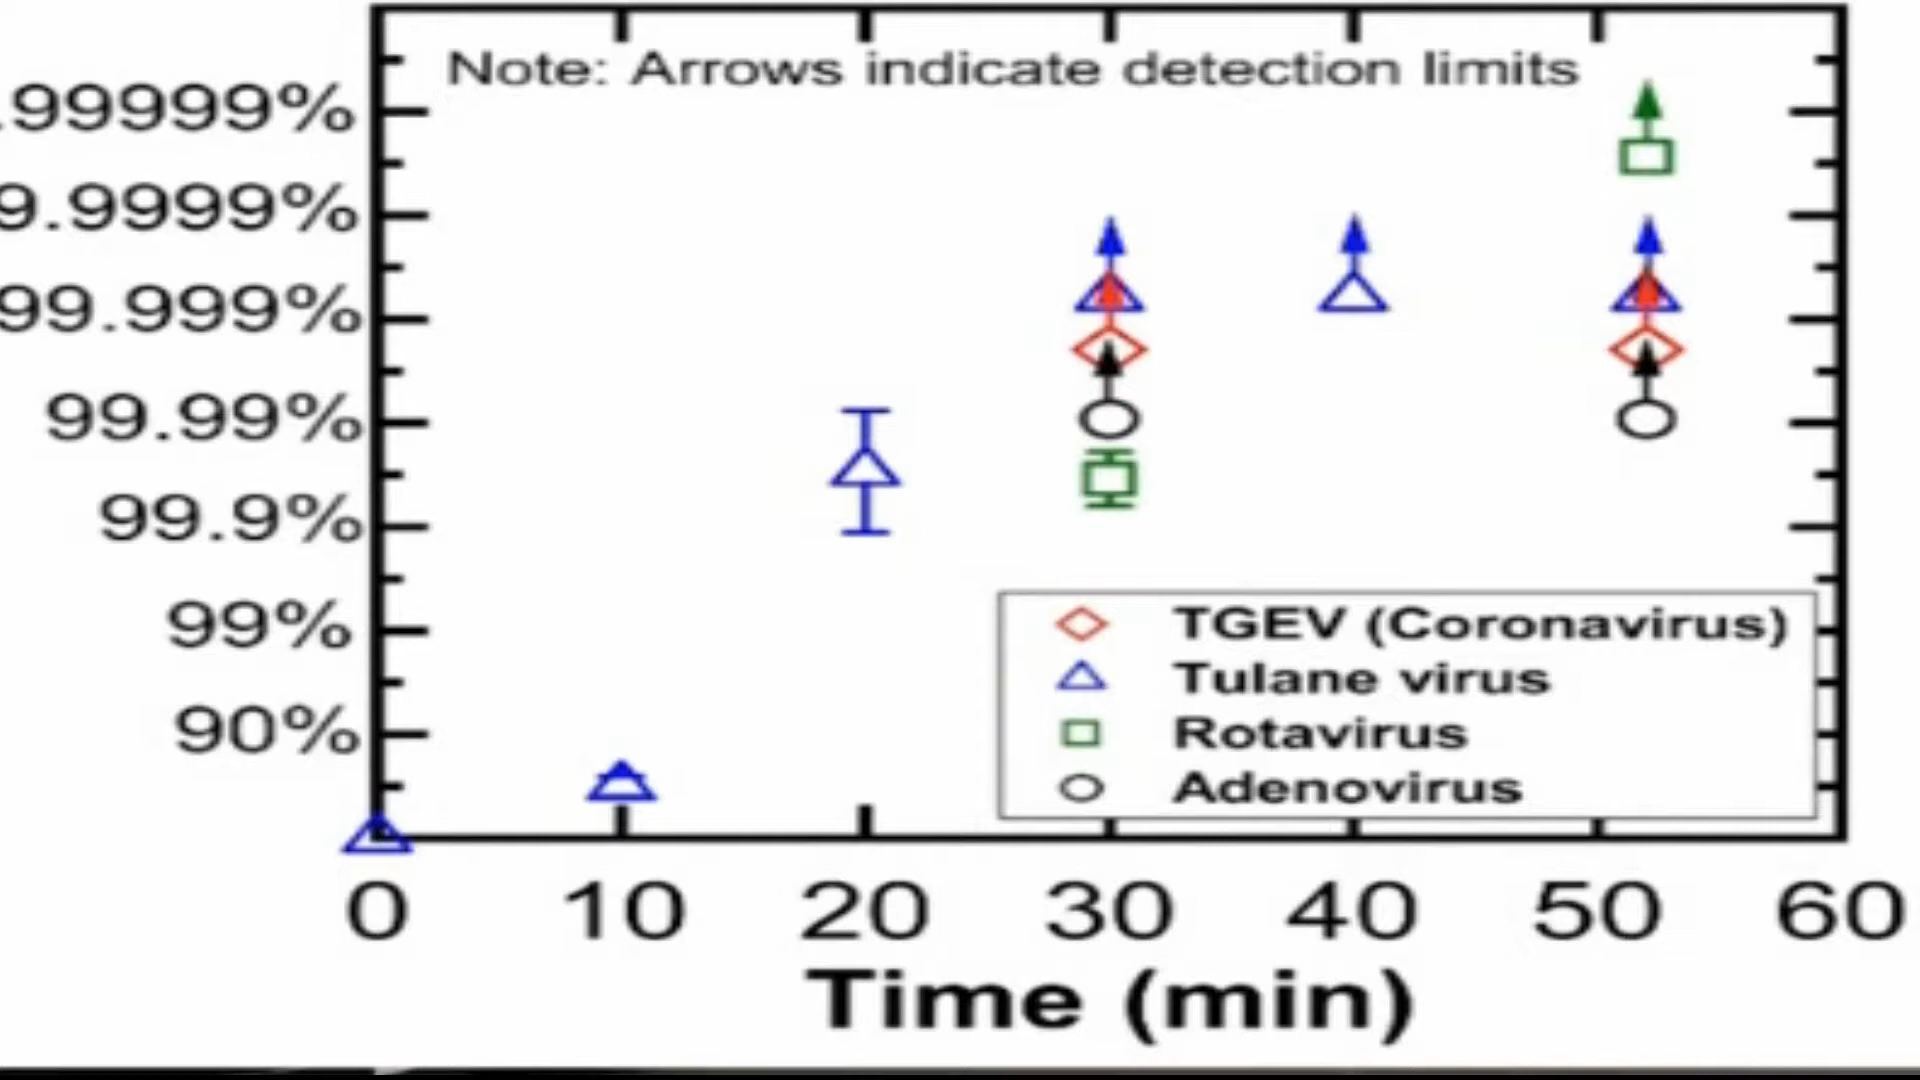 Note: Arrows indicate detection limits
.99999%
9.9999%
99.999%
99.99%
99.9%
99%
90%
TGEV (Coronavirus)
Tulane virus
Rotavirus
Adenovirus
0 10 20 30 40 50 60
Time (min)